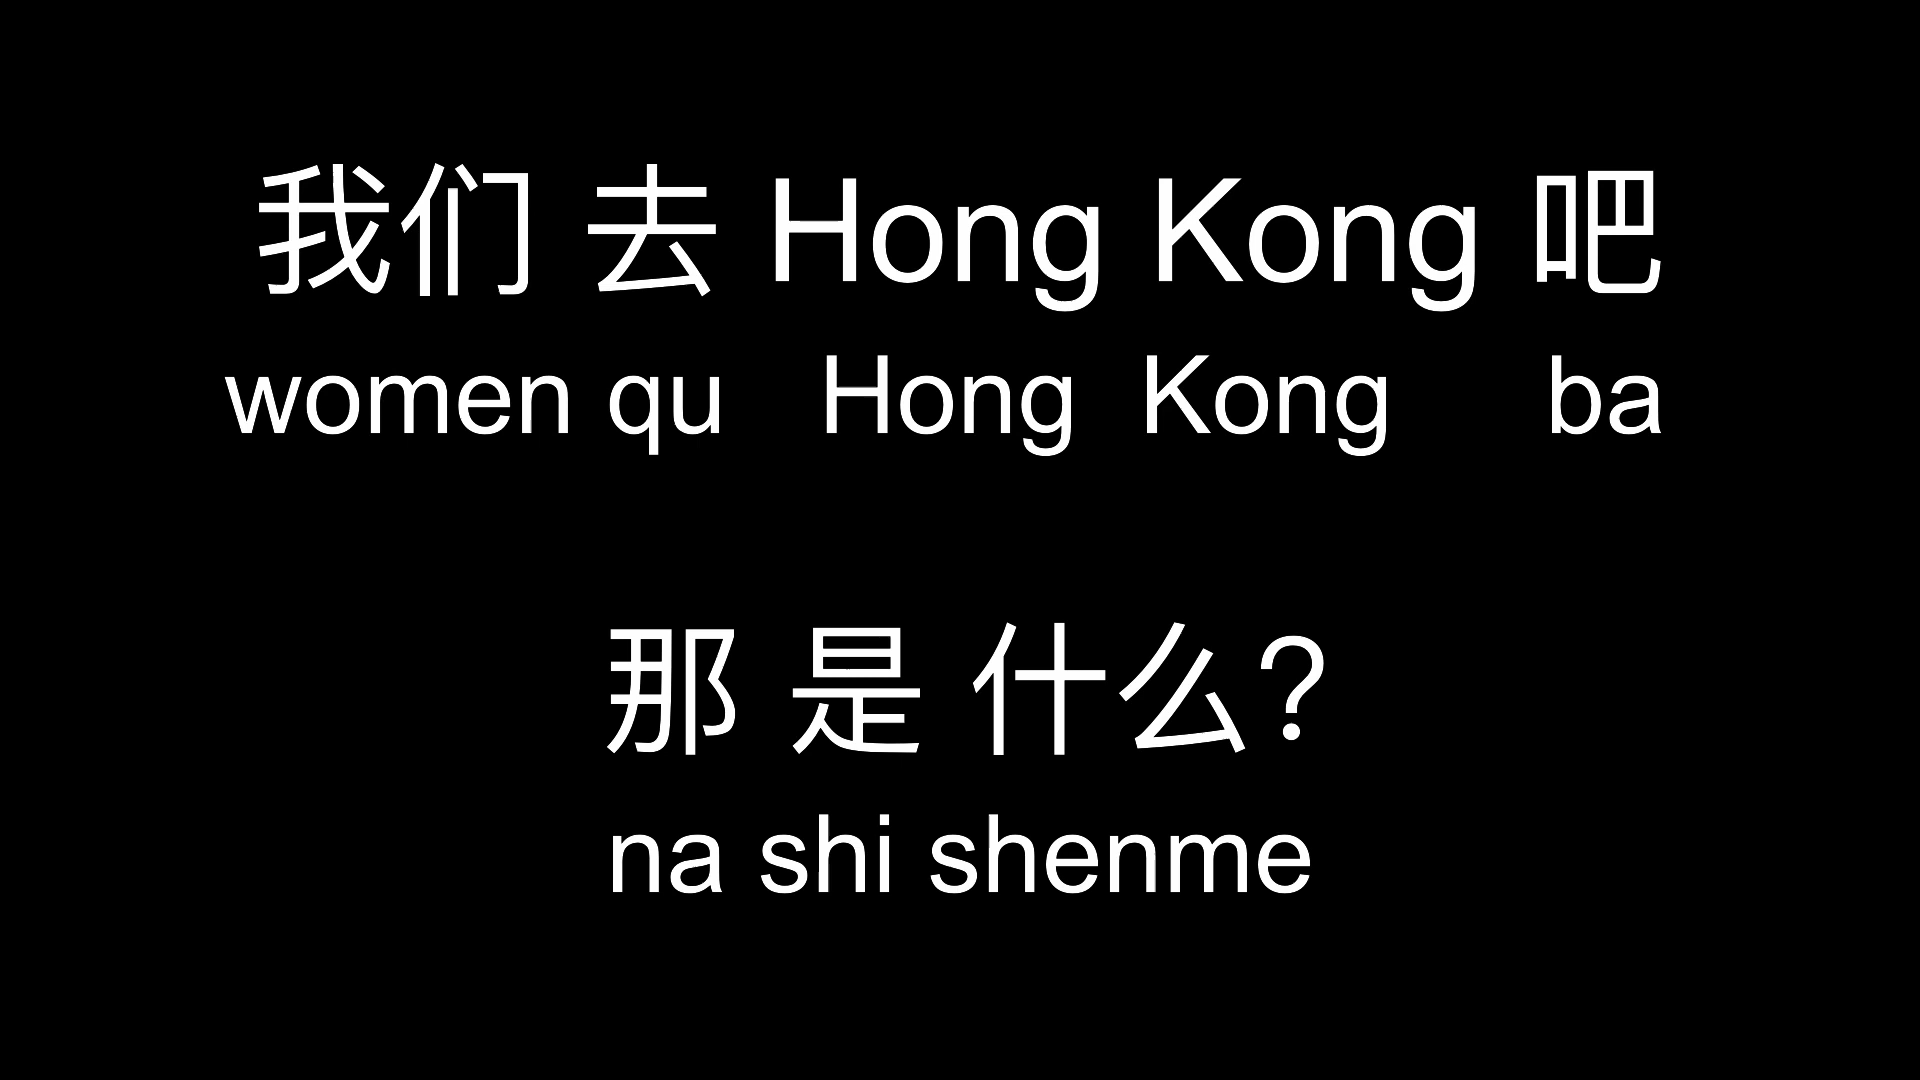 我们 去 Hong Kong 吧
women qu Hong Kong ba
那 是 什么?
na shi shenme